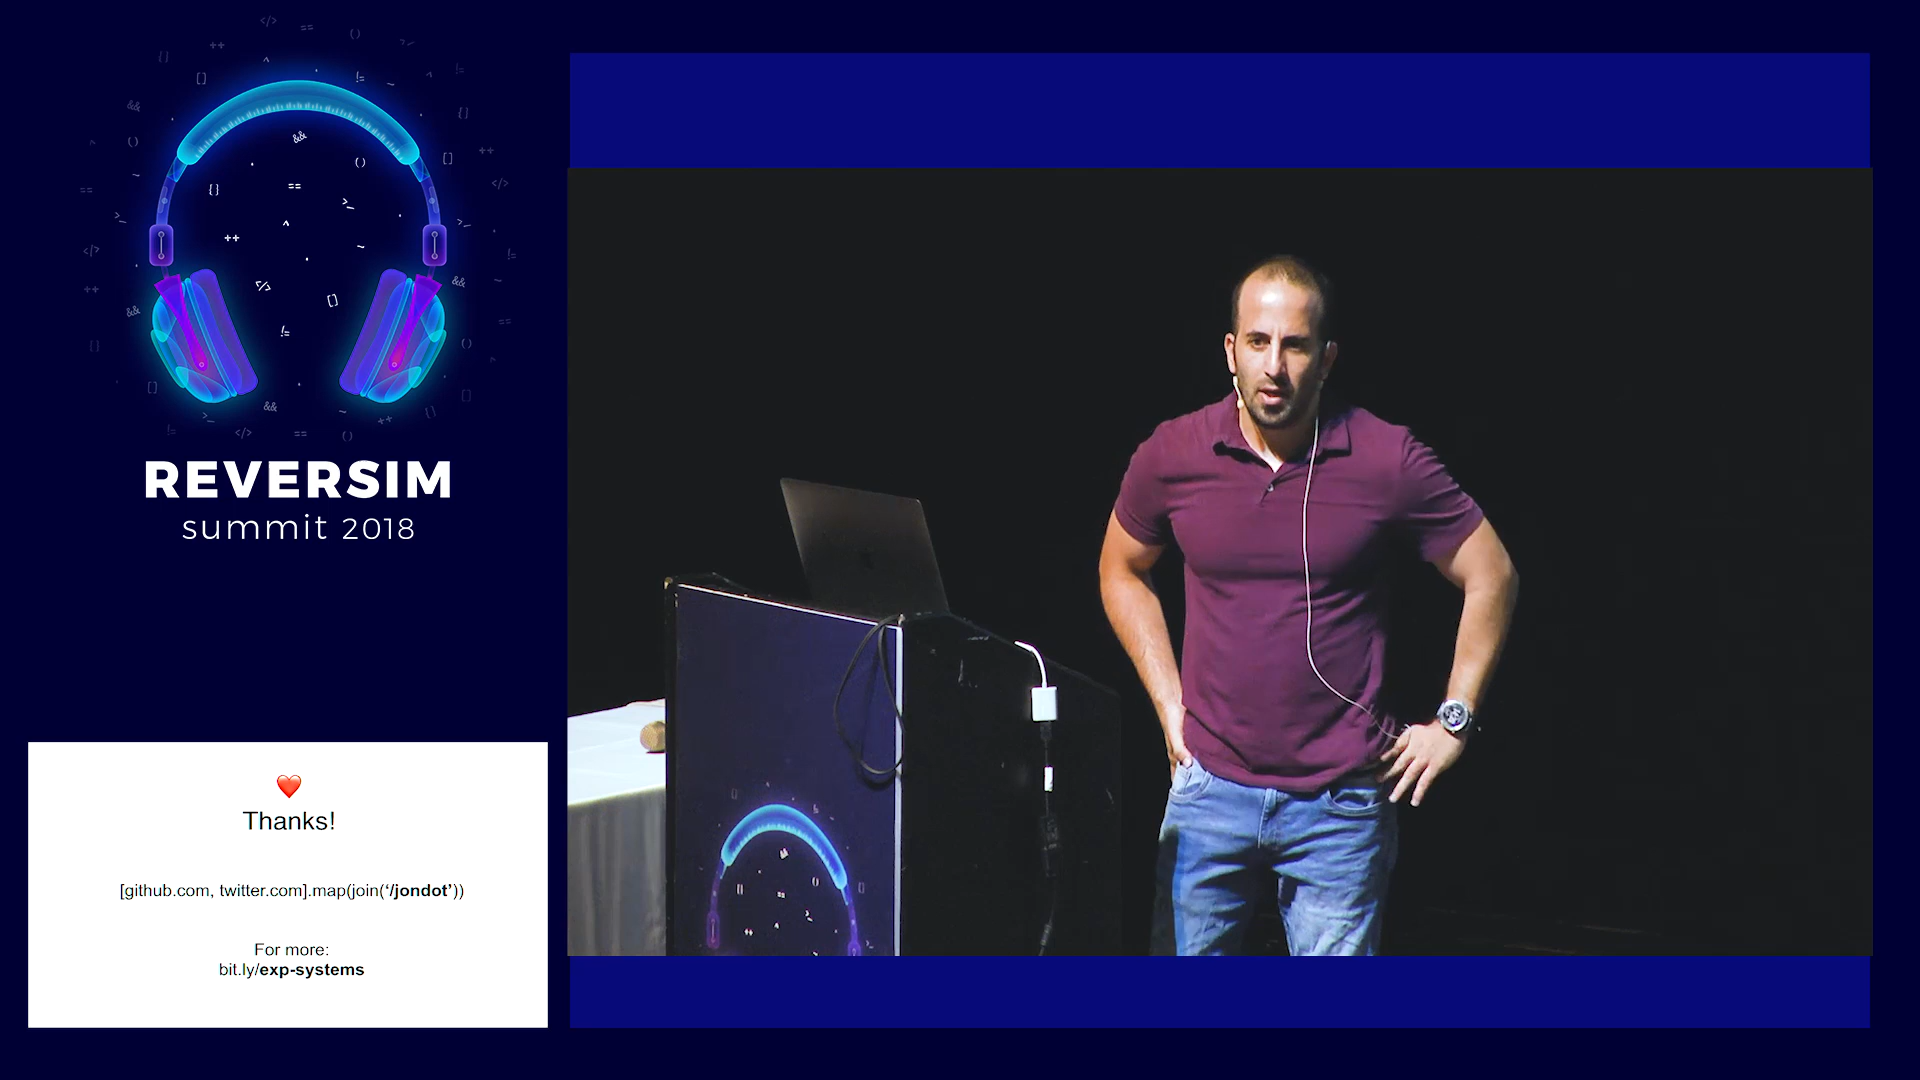 REVERSIM
summit 2018
Thanks!
[github.com, twitter.com].map(join('/jondot'))
For more:
bit.ly/exp-systems